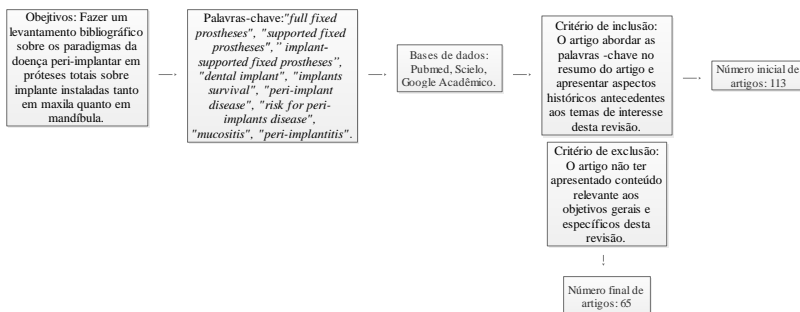 Obejtivos: Fazer um
levantamento bibliográfico
sobre os paradigmas da
doença peri-implantar em
próteses totais sobre
implante instaladas tanto
em maxila quanto em
mandíbula.
Palavras-chave:"full fixed
prostheses", "supported fixed
prostheses"," implant-
supported fixed prostheses",
"dental implant", "implants
survival", "peri-implant
disease", "risk for peri-
implants disease",
"mucositis", "peri-implantitis".
Bases de dados:
Pubmed, Scielo,
Google Acadêmico.
Critério de inclusão:
O artigo abordar as
palavras -chave no
resumo do artigo e
apresentar aspectos
históricos antecedentes
aos temas de interesse
desta revisão.
Número inicial de
artigos: 113
Critério de exclusão:
O artigo não ter
apresentado conteúdo
relevante aos
objetivos gerais e
específicos desta
revisão.
Número final de
artigos: 65